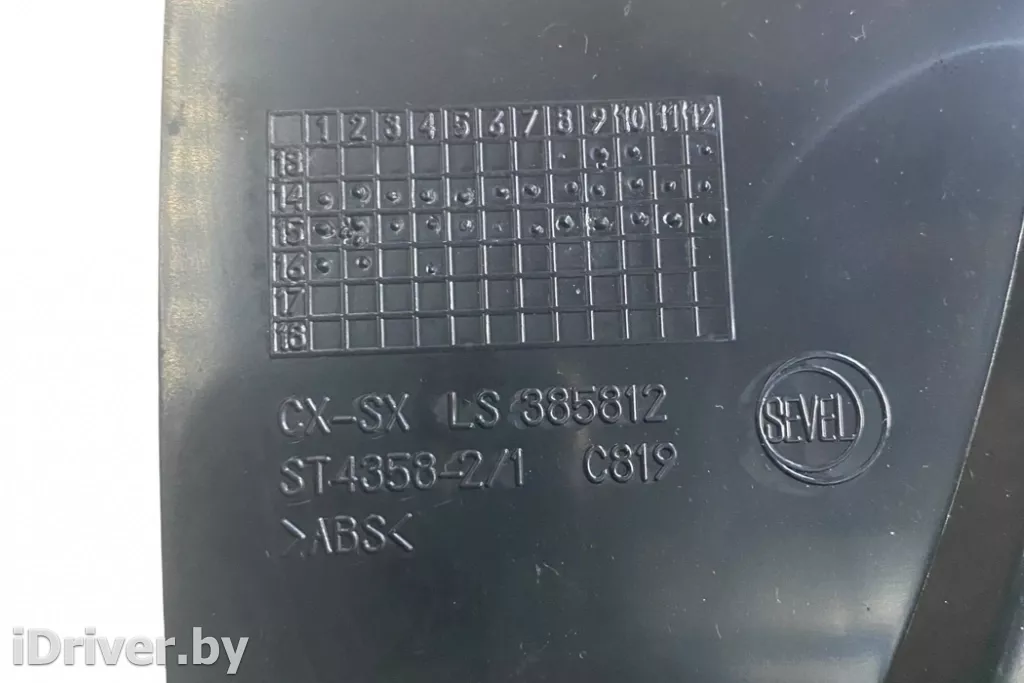 1 2 3 4 5 6 7 8 9 10 11 12
13
14
15
16
17
18
CX-SX LS 385812
SEVEL
ST4358-2/1 C819
>ABS<
iDriver.by